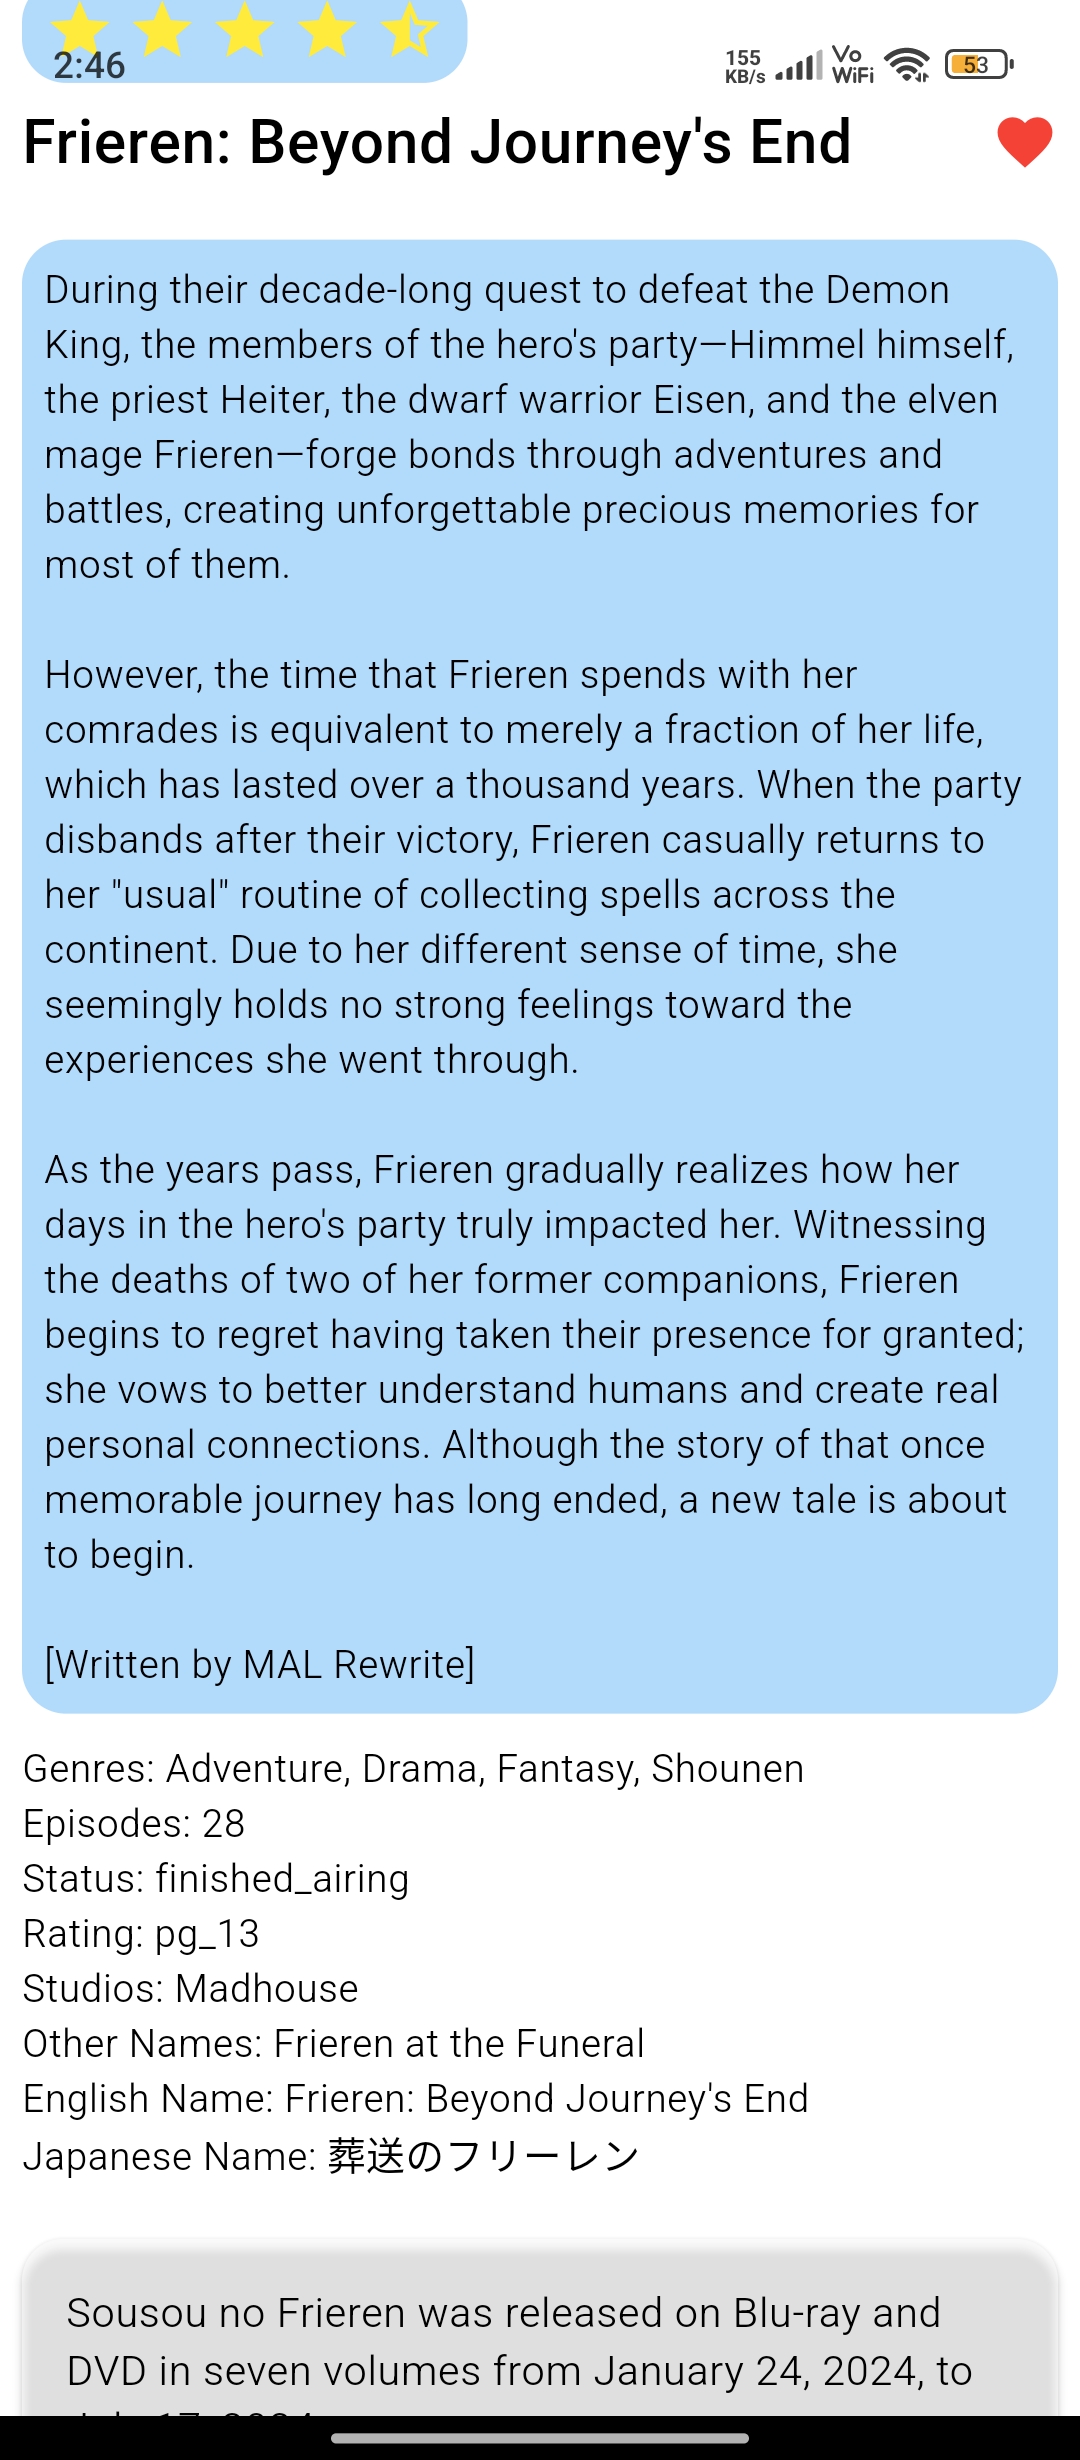 2:46
155
KB/s
Vo
WiFi
53
Frieren: Beyond Journey's End
During their decade-long quest to defeat the Demon
King, the members of the hero's party—Himmel himself,
the priest Heiter, the dwarf warrior Eisen, and the elven
mage Frieren—forge bonds through adventures and
battles, creating unforgettable precious memories for
most of them.
However, the time that Frieren spends with her
comrades is equivalent to merely a fraction of her life,
which has lasted over a thousand years. When the party
disbands after their victory, Frieren casually returns to
her "usual" routine of collecting spells across the
continent. Due to her different sense of time, she
seemingly holds no strong feelings toward the
experiences she went through.
As the years pass, Frieren gradually realizes how her
days in the hero's party truly impacted her. Witnessing
the deaths of two of her former companions, Frieren
begins to regret having taken their presence for granted;
she vows to better understand humans and create real
personal connections. Although the story of that once
memorable journey has long ended, a new tale is about
to begin.
[Written by MAL Rewrite]
Genres: Adventure, Drama, Fantasy, Shounen
Episodes: 28
Status: finished_airing
Rating: pg_13
Studios: Madhouse
Other Names: Frieren at the Funeral
English Name: Frieren: Beyond Journey's End
Japanese Name: 葬送のフリーレン
Sousou no Frieren was released on Blu-ray and
DVD in seven volumes from January 24, 2024, to